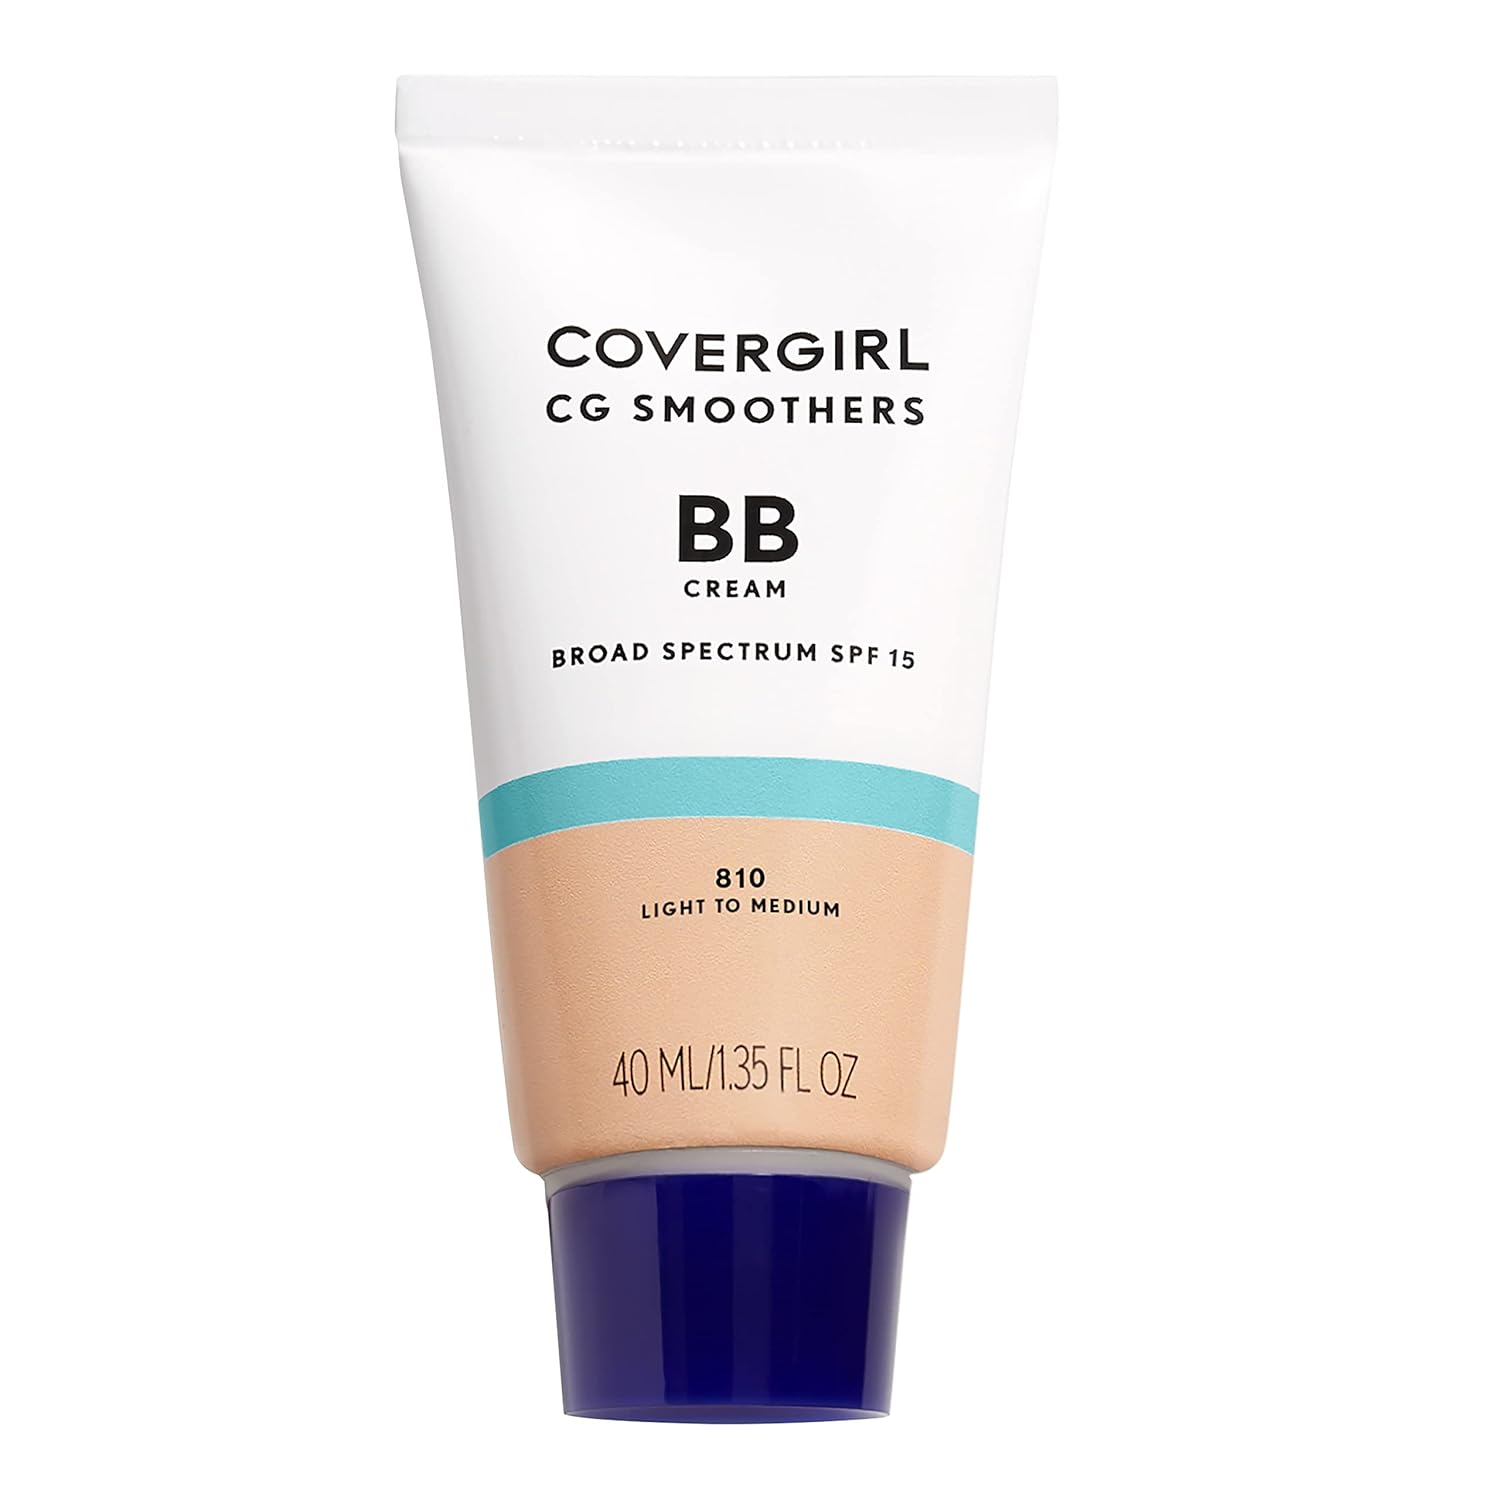 COVERGIRL
CG SMOOTHERS
BB
CREAM
BROAD SPECTRUM SPF 15
810
LIGHT TO MEDIUM
40 ML/1.35 FL OZ